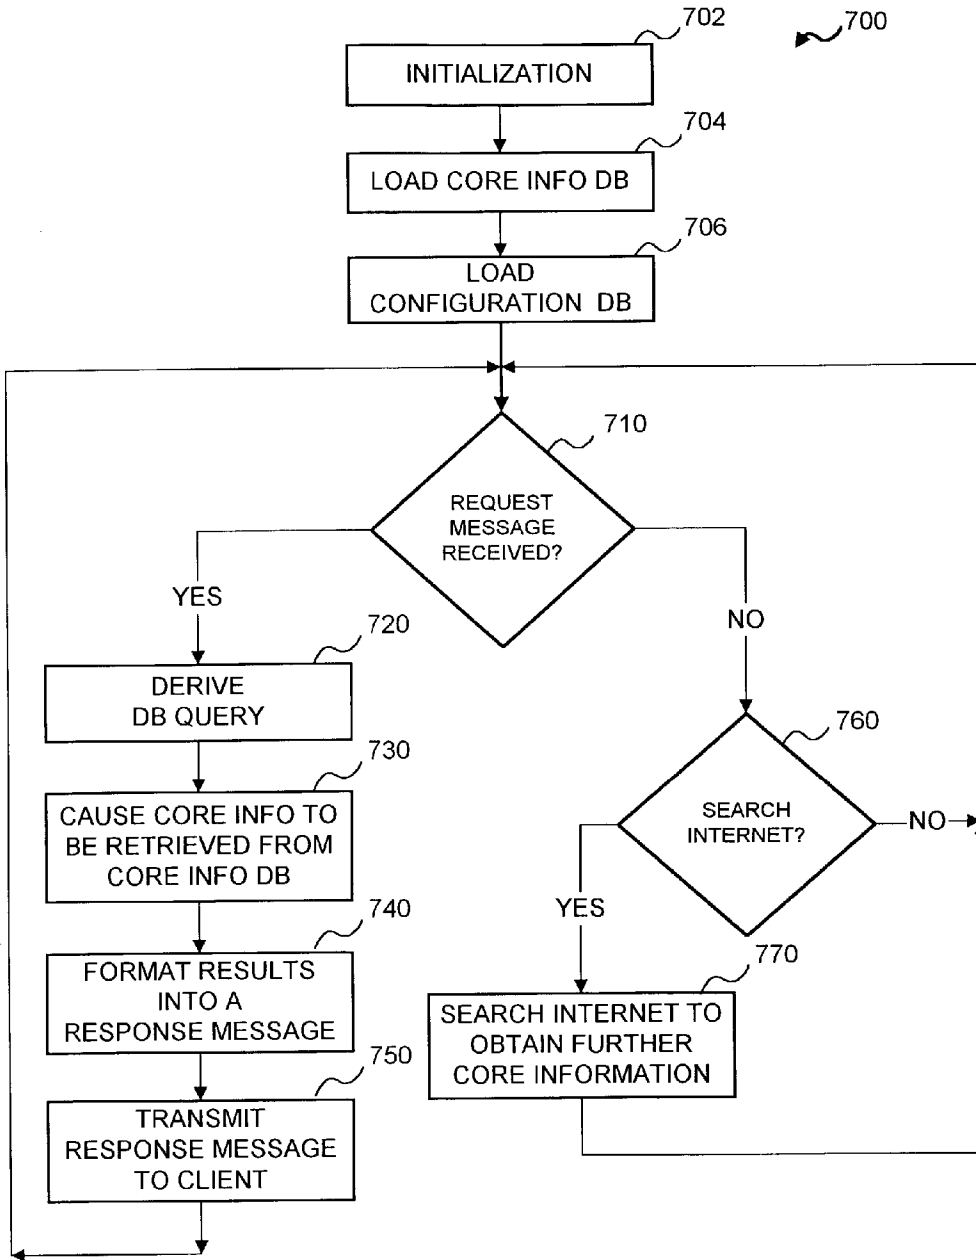 702
700
INITIALIZATION
704
LOAD CORE INFO DB
706
LOAD
CONFIGURATION DB
710
REQUEST
MESSAGE
RECEIVED?
YES
NO
720
DERIVE
DB QUERY
730
CAUSE CORE INFO TO
BE RETRIEVED FROM
CORE INFO DB
740
FORMAT RESULTS
INTO A
RESPONSE MESSAGE
750
TRANSMIT
RESPONSE MESSAGE
TO CLIENT
760
SEARCH
INTERNET?
NO
YES
770
SEARCH INTERNET TO
OBTAIN FURTHER
CORE INFORMATION